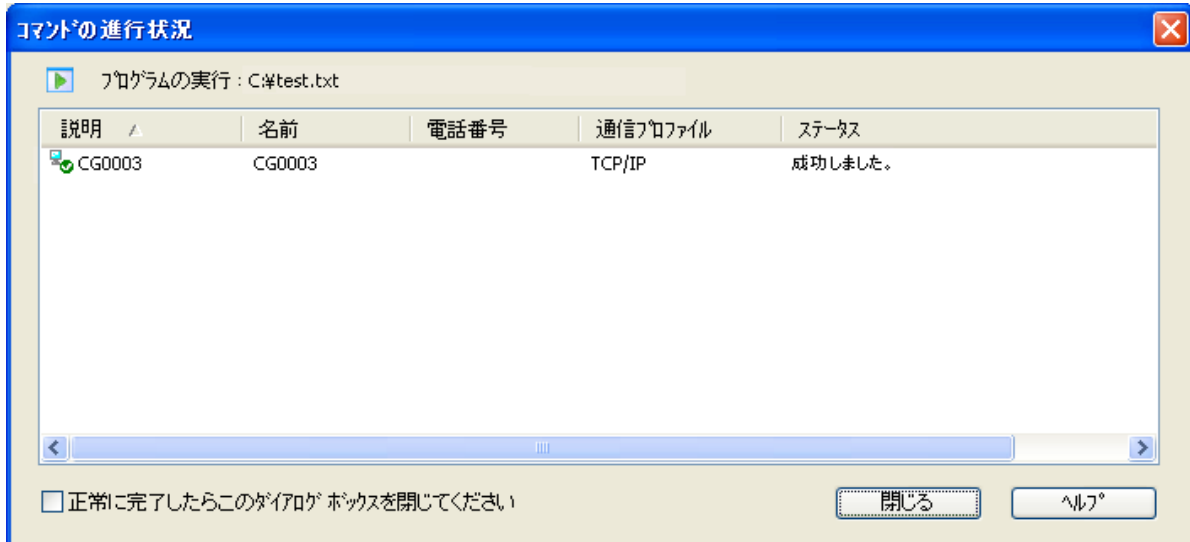 ｺﾏﾝﾄﾞの進行状況
ﾌﾟﾛｸﾞﾗﾑの実行 : C:¥test.txt
説明 名前 電話番号 通信ﾌﾟﾛﾌｧｲﾙ ｽﾃｰﾀｽ
CG0003 CG0003 TCP/IP 成功しました。
正常に完了したらこのﾀﾞｲｱﾛｸﾞ ﾎﾞｯｸｽを閉じてください
閉じる ﾍﾙﾌﾟ